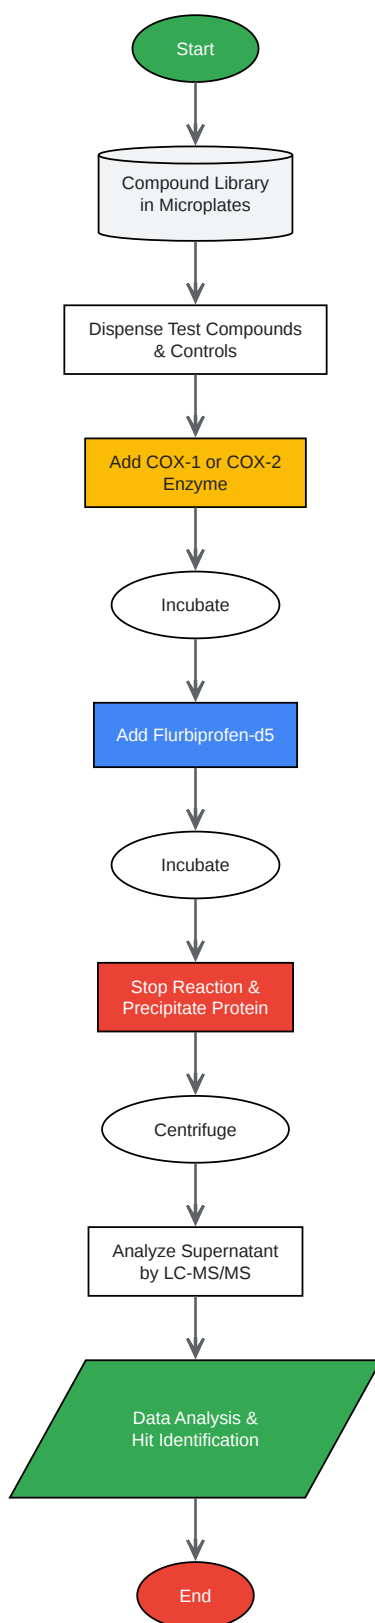 Start
Compound Library
in Microplates
Dispense Test Compounds
& Controls
Add COX-1 or COX-2
Enzyme
Incubate
Add Flurbiprofen-d5
Incubate
Stop Reaction &
Precipitate Protein
Centrifuge
Analyze Supernatant
by LC-MS/MS
Data Analysis &
Hit Identification
End